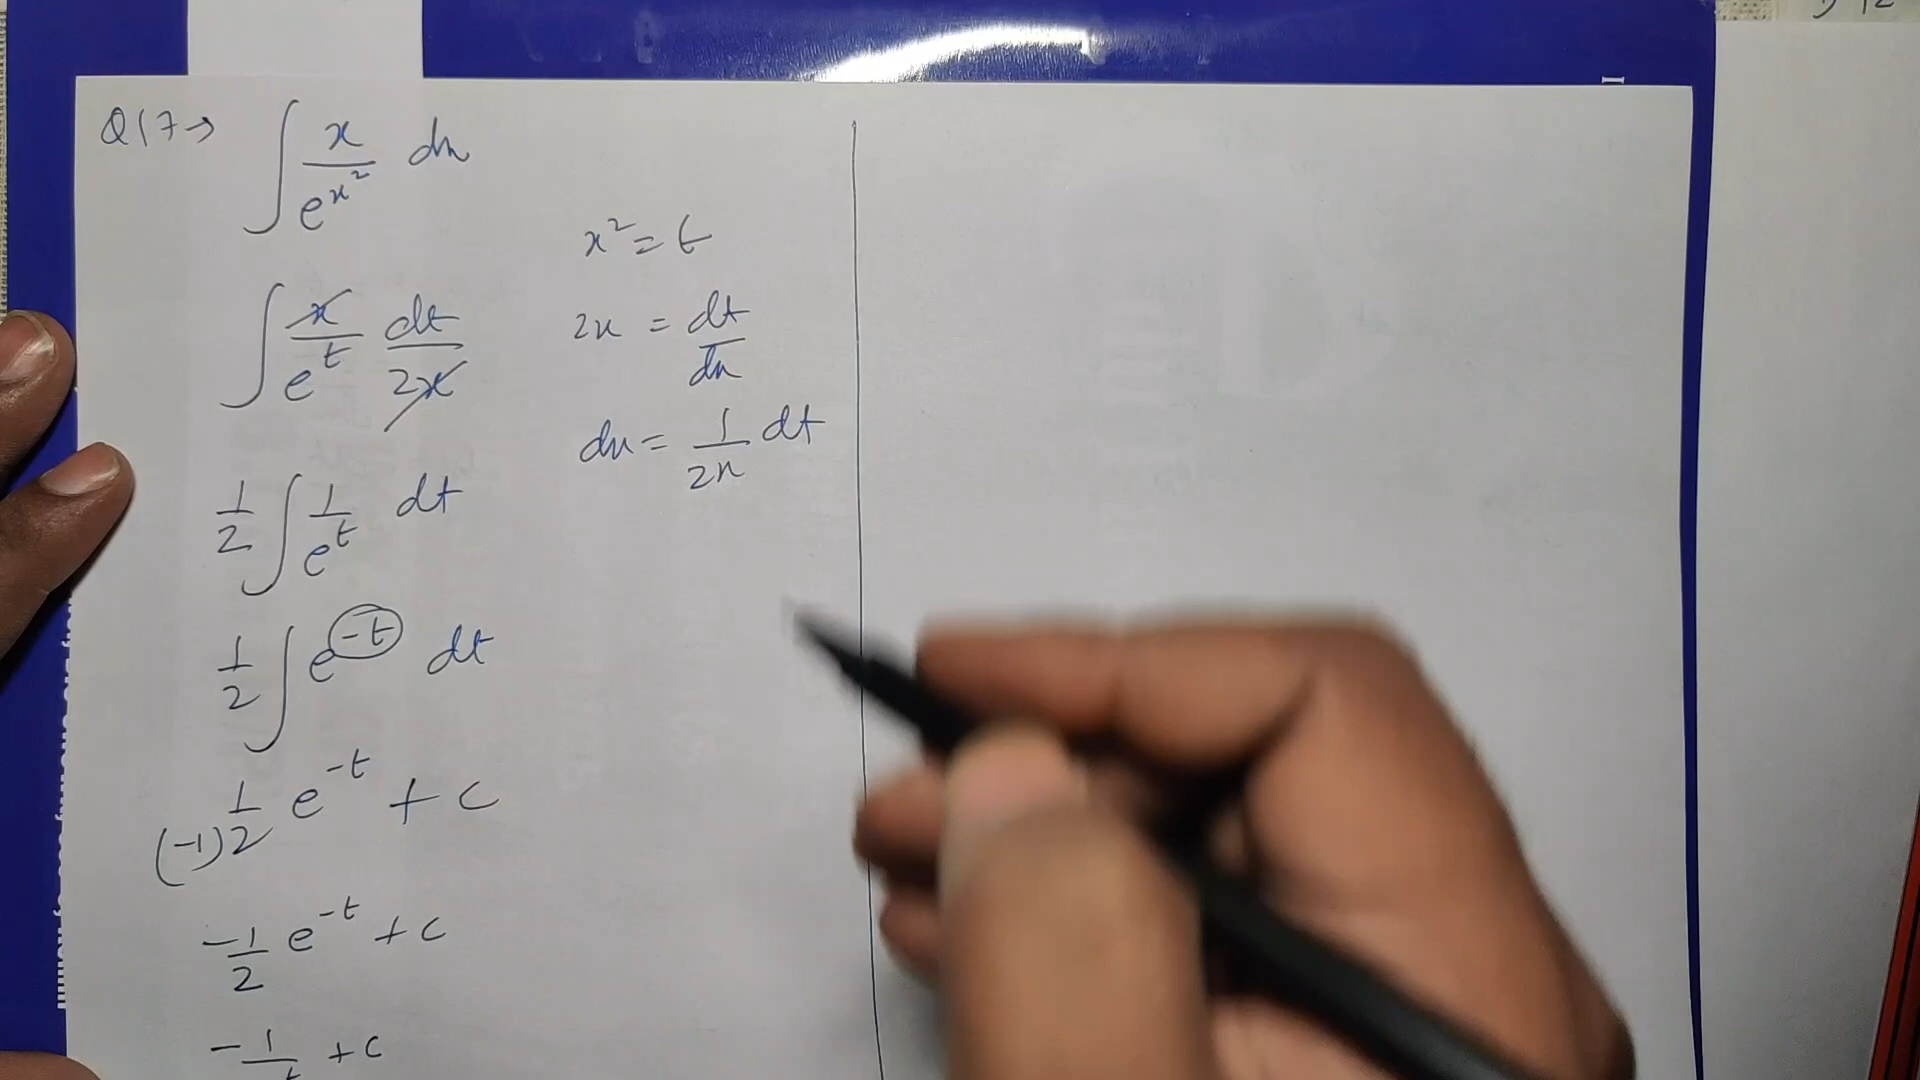 Q17→ ∫ x/e^x² dx
x² = t
∫ x/e^t dt/2x
2x = dt/dx
dx = 1/2x dt
1/2 ∫ 1/e^t dt
1/2 ∫ e^-t dt
(-1) 1/2 e^-t + c
-1/2 e^-t + c